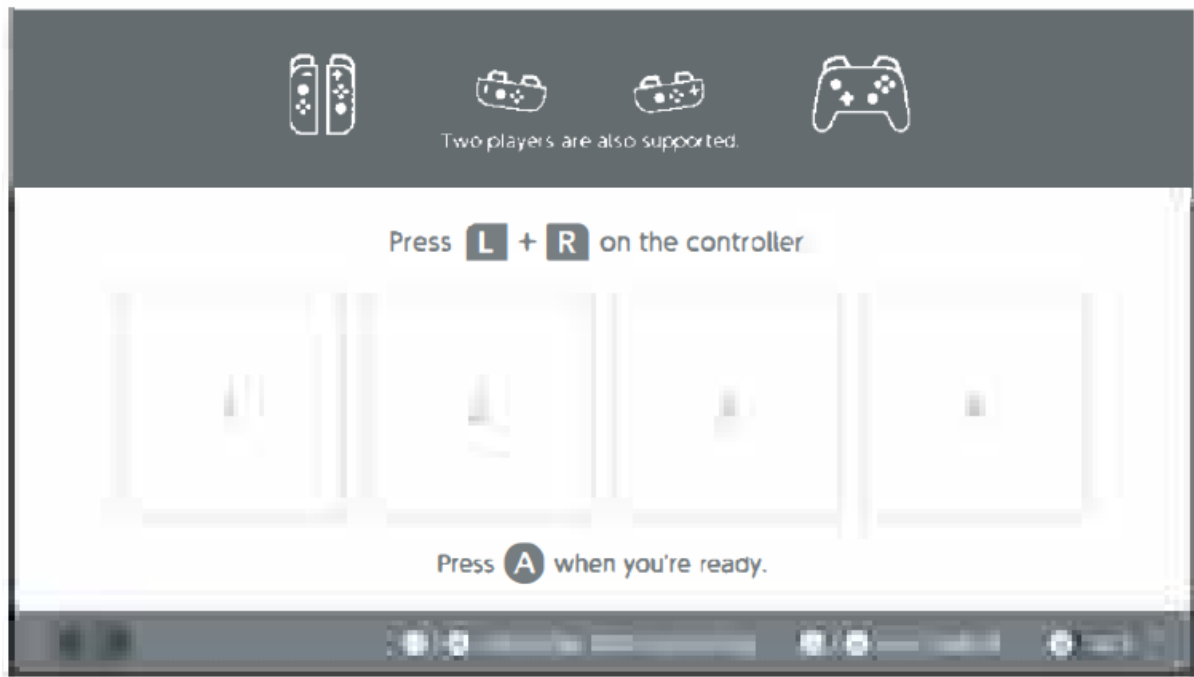 Two players are also supported.
Press L + R on the controller
Press A when you're ready.